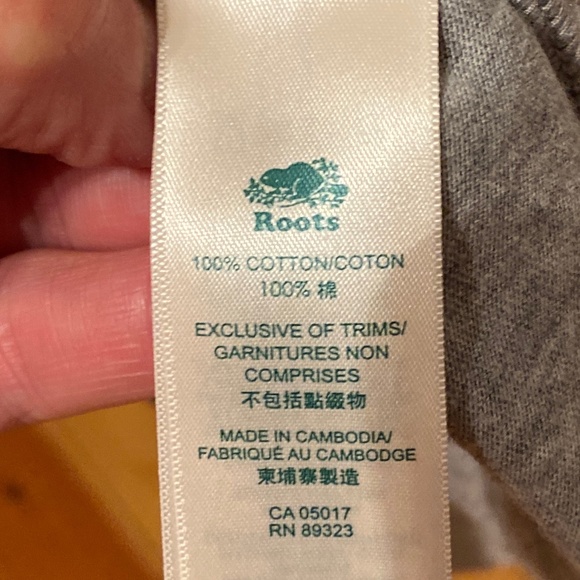 Roots
100% COTTON/COTON
100% 棉
EXCLUSIVE OF TRIMS/
GARNITURES NON
COMPRISES
不包括點綴物
MADE IN CAMBODIA/
FABRIQUÉ AU CAMBODGE
柬埔寨製造
CA 05017
RN 89323